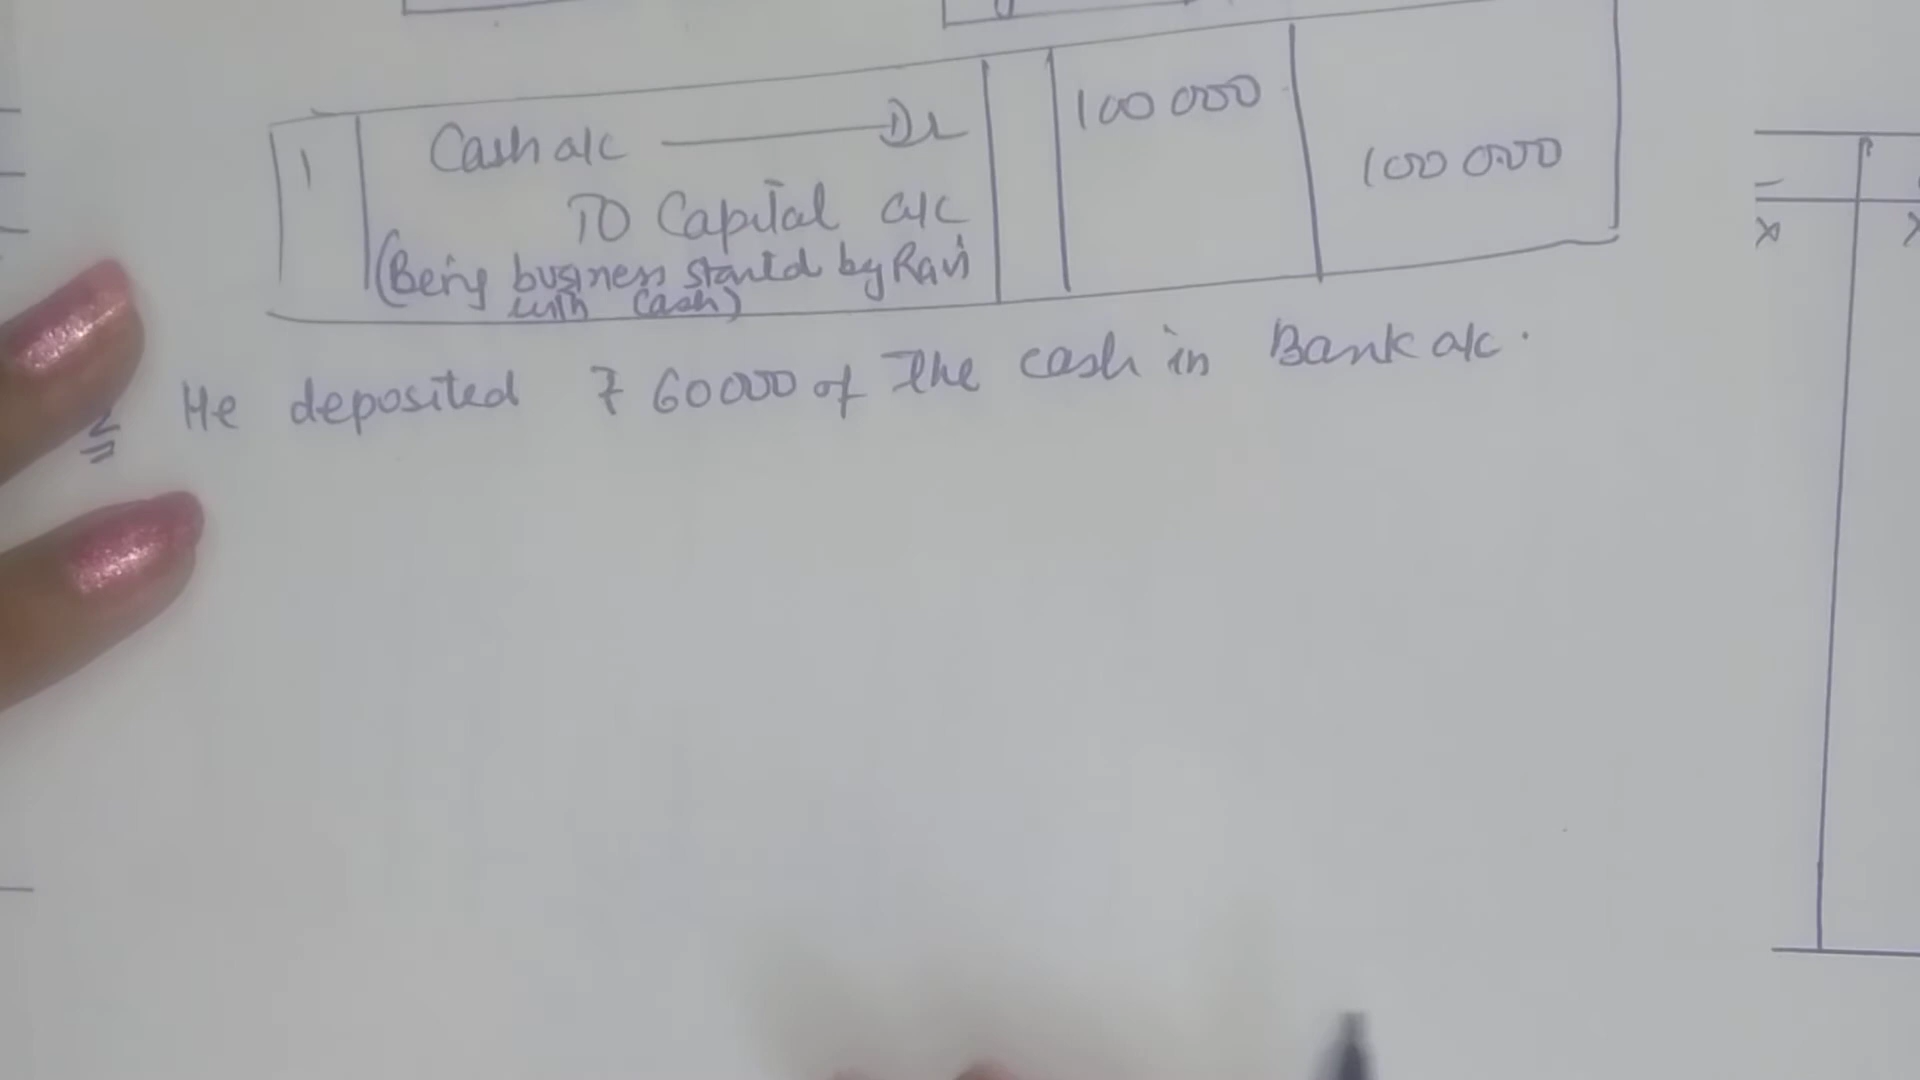 1 Cash a/c ——— Dr 100000
To Capital a/c 100000
(Being business started by Ravi
with Cash)
2 He deposited ₹ 60000 of the cash in Bank a/c.